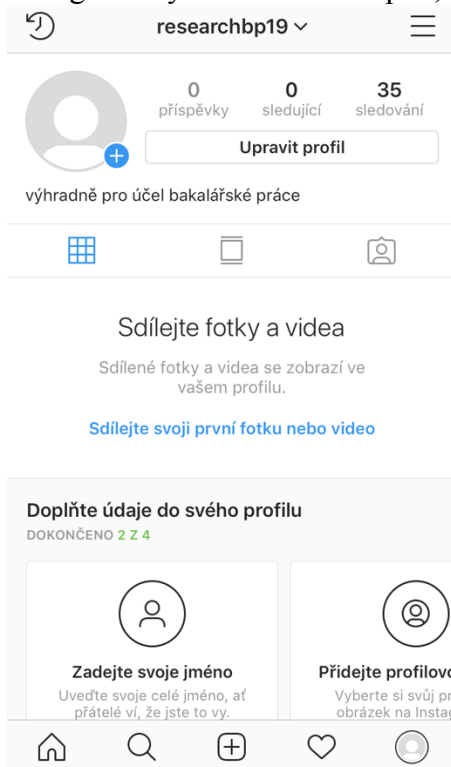 researchbp19
0 0 35
příspěvky sledující sledování
Upravit profil
výhradně pro účel bakalářské práce
Sdílejte fotky a videa
Sdílené fotky a videa se zobrazí ve
vašem profilu.
Sdílejte svoji první fotku nebo video
Doplňte údaje do svého profilu
DOKONČENO 2 Z 4
Zadejte svoje jméno
Uveďte svoje celé jméno, ať
přátelé ví, že jste to vy.
Přidejte profilov
Vyberte si svůj pr
obrázek na Insta